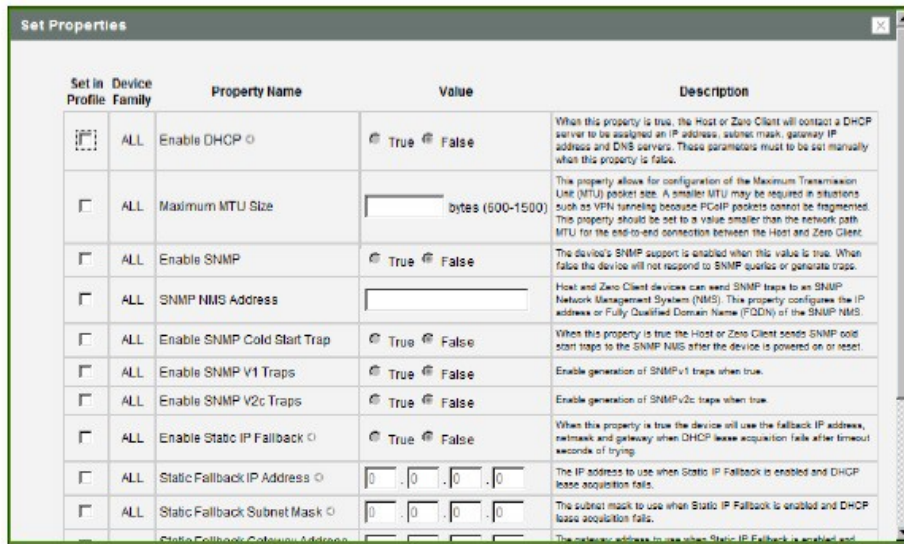 Set Properties
Set in Profile
Device Family
Property Name
Value
Description
ALL
Enable DHCP
True
False
When this property is true, the Host or Zero Client will contact a DHCP
server to be assigned an IP address, subnet mask, gateway IP
address and DNS servers. These parameters must to be set manually
when this property is false.
ALL
Maximum MTU Size
bytes (600-1500)
This property allows for configuration of the Maximum Transmission
Unit (MTU) packet size. A smaller MTU may be required in situations
such as VPN tunneling because PCoIP packets cannot be fragmented.
This property should be set to a value smaller than the network path
MTU for the end-to-end connection between the Host and Zero Client.
ALL
Enable SNMP
True
False
The device's SNMP support is enabled when this value is true. When
false the device will not respond to SNMP queries or generate traps.
ALL
SNMP NMS Address
Host and Zero Client devices can send SNMP traps to an SNMP
Network Management System (NMS). This property configures the IP
address or Fully Qualified Domain Name (FQDN) of the SNMP NMS.
ALL
Enable SNMP Cold Start Trap
True
False
When this property is true the Host or Zero Client sends SNMP cold
start traps to the SNMP NMS after the device is powered on or reset.
ALL
Enable SNMP V1 Traps
True
False
Enable generation of SNMPv1 traps when true.
ALL
Enable SNMP V2c Traps
True
False
Enable generation of SNMPv2c traps when true.
ALL
Enable Static IP Fallback
True
False
When this property is true the device will use the fallback IP address,
netmask and gateway when DHCP lease acquisition fails after timeout
seconds of trying.
ALL
Static Fallback IP Address
0 . 0 . 0 . 0
The IP address to use when Static IP Fallback is enabled and DHCP
lease acquisition fails.
ALL
Static Fallback Subnet Mask
0 . 0 . 0 . 0
The subnet mask to use when Static IP Fallback is enabled and DHCP
lease acquisition fails.
Static Fallback Gateway Address
The gateway address to use when Static IP Fallback is enabled and